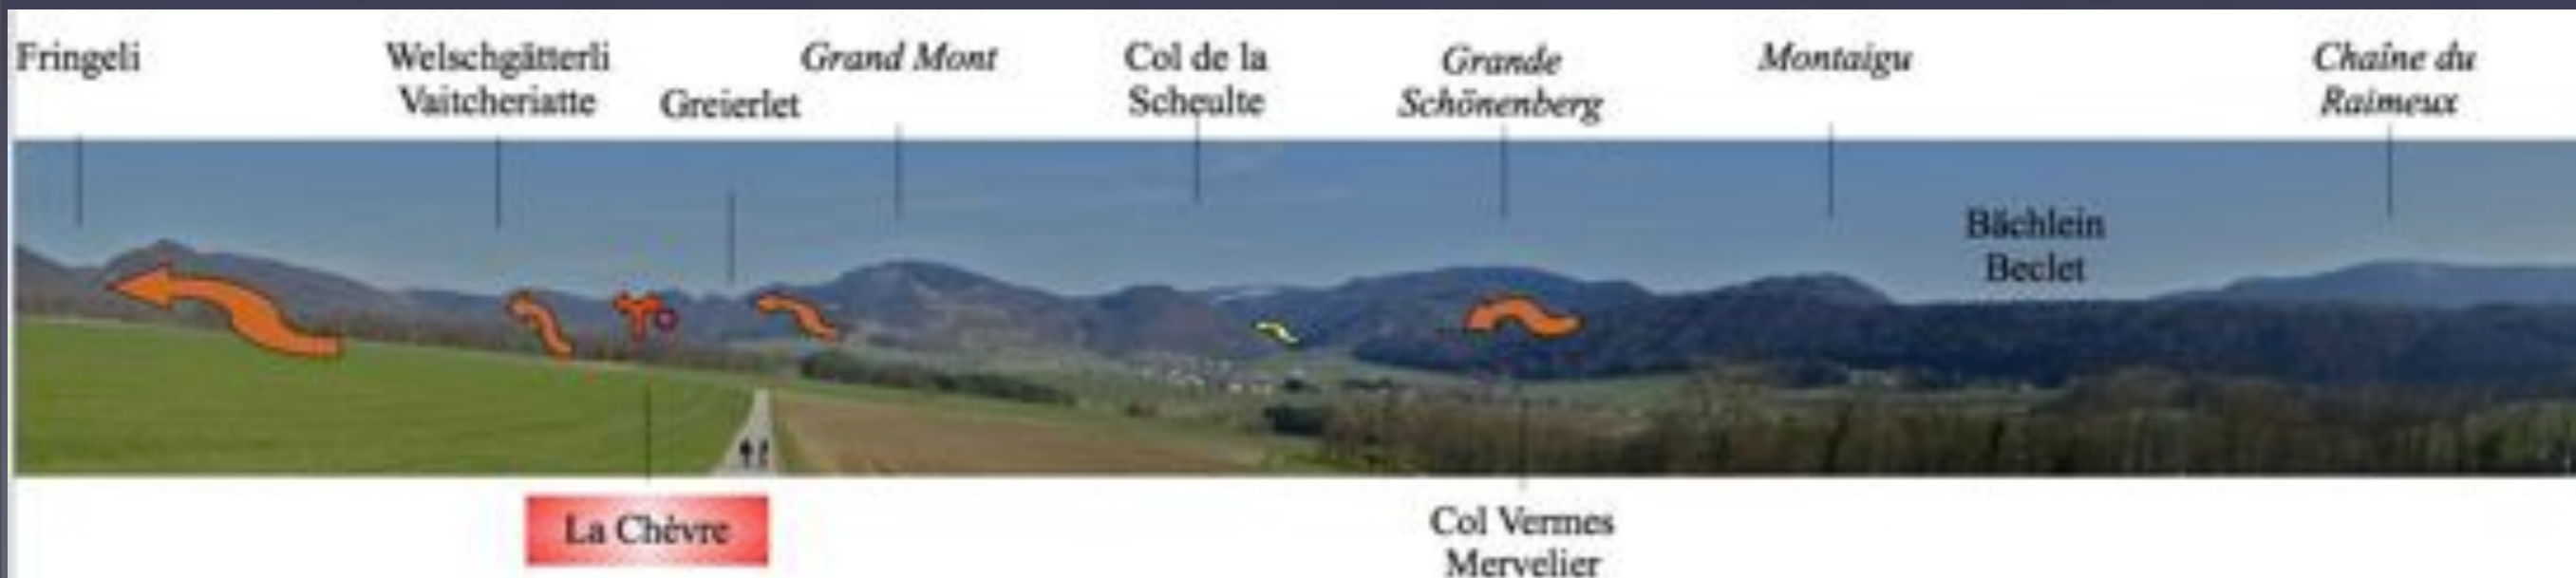 Fringeli
Welschgätterli
Vaitcheriatte
Greierlet
Grand Mont
Col de la
Scheulte
Grande
Schönenberg
Montaigu
Chaîne du
Raimeux
Bächlein
Beclet
La Chèvre
Col Vermes
Mervelier